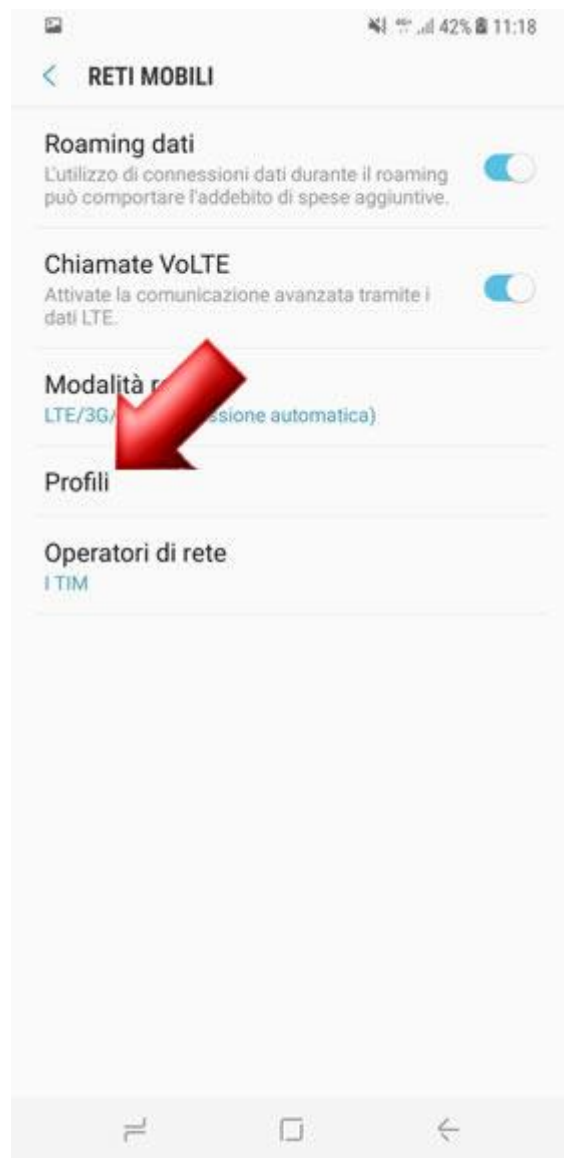 42% 11:18
RETI MOBILI
Roaming dati
L'utilizzo di connessioni dati durante il roaming
può comportare l'addebito di spese aggiuntive.
Chiamate VoLTE
Attivate la comunicazione avanzata tramite i
dati LTE.
Modalità
LTE/3G/ automatica)
Profili
Operatori di rete
I TIM